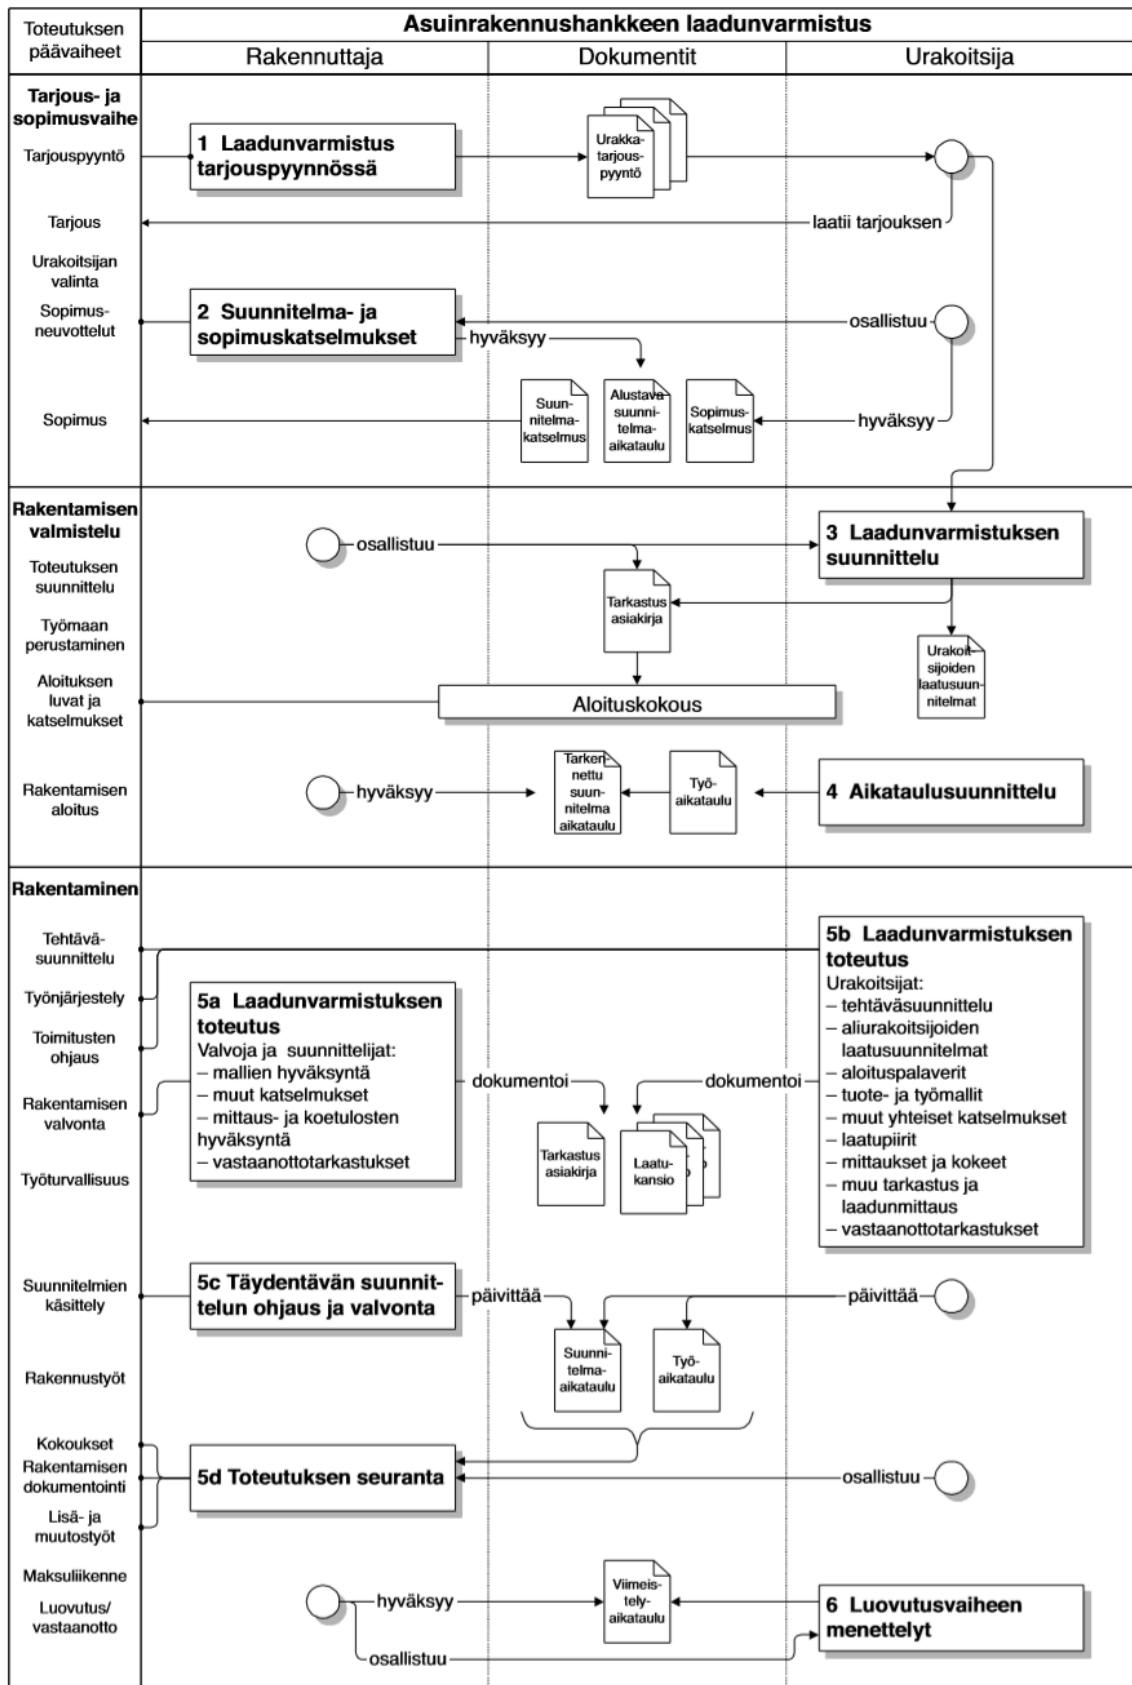 Toteutuksen
päävaiheet
Asuinrakennushankkeen laadunvarmistus
Rakennuttaja
Dokumentit
Urakoitsija
Tarjous- ja
sopimusvaihe
Tarjouspyyntö
1 Laadunvarmistus
tarjouspyynnössä
Urakka-
tarjous-
pyyntö
Tarjous
laatii tarjouksen
Urakoitsijan
valinta
Sopimus-
neuvottelut
2 Suunnitelma- ja
sopimuskatselmukset
osallistuu
hyväksyy
Sopimus
Suun-
nitelma-
katselmus
Alustava
suunni-
telma-
aikataulu
Sopimus-
katselmus
hyväksyy
Rakentamisen
valmistelu
osallistuu
3 Laadunvarmistuksen
suunnittelu
Toteutuksen
suunnittelu
Tarkastus
asiakirja
Työmaan
perustaminen
Urakoit-
sijoiden
laatusuun-
nitelmat
Aloituksen
luvat ja
katselmukset
Aloituskokous
Rakentamisen
aloitus
hyväksyy
Tarken-
nettu
suun-
nitelma
aikataulu
Työ-
aikataulu
4 Aikataulusuunnittelu
Rakentaminen
Tehtävä-
suunnittelu
Työnjärjestely
Toimitusten
ohjaus
Rakentamisen
valvonta
Työturvallisuus
5a Laadunvarmistuksen
toteutus
Valvoja ja suunnittelijat:
– mallien hyväksyntä
– muut katselmukset
– mittaus- ja koetulosten
hyväksyntä
– vastaanottotarkastukset
dokumentoi
dokumentoi
Tarkastus
asiakirja
Laatu-
kansio
5b Laadunvarmistuksen
toteutus
Urakoitsijat:
– tehtäväsuunnittelu
– aliurakoitsijoiden
laatusuunnitelmat
– aloituspalaverit
– tuote- ja työmallit
– muut yhteiset katselmukset
– laatupiirit
– mittaukset ja kokeet
– muu tarkastus ja
laadunmittaus
– vastaanottotarkastukset
Suunnitelmien
käsittely
5c Täydentävän suunnit-
telun ohjaus ja valvonta
päivittää
päivittää
Suunni-
telma-
aikataulu
Työ-
aikataulu
Rakennustyöt
Kokoukset
Rakentamisen
dokumentointi
Lisä- ja
muutostyöt
5d Toteutuksen seuranta
osallistuu
Maksuliikenne
Luovutus/
vastaanotto
hyväksyy
Viimeis-
tely-
aikataulu
6 Luovutusvaiheen
menettelyt
osallistuu